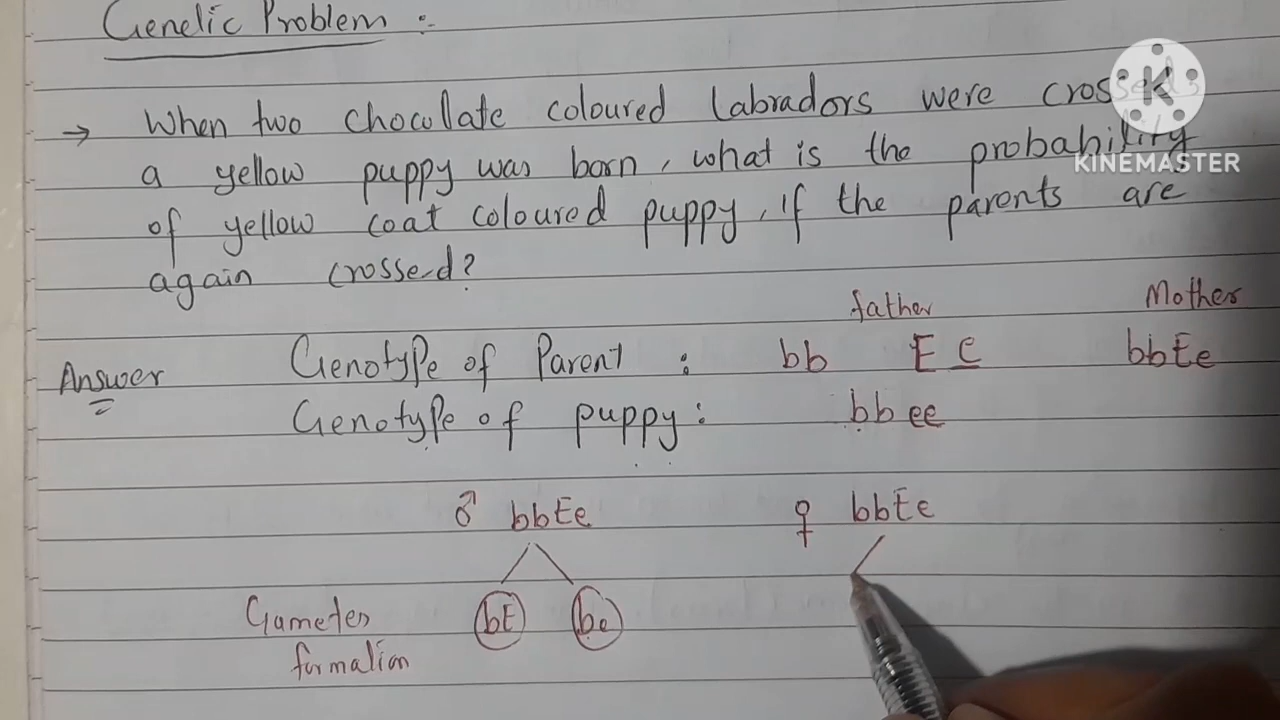 Genetic Problem :-
→ When two chocolate coloured Labradors were crossed,
a yellow puppy was born, what is the probability
of yellow coat coloured puppy, if the parents are
again crossed?
father Mother
Answer Genotype of Parent : bb Ee bbEe
Genotype of puppy: bb ee
♂ bbEe ♀ bbEe
Gametes bE be
formation
K
KINEMASTER